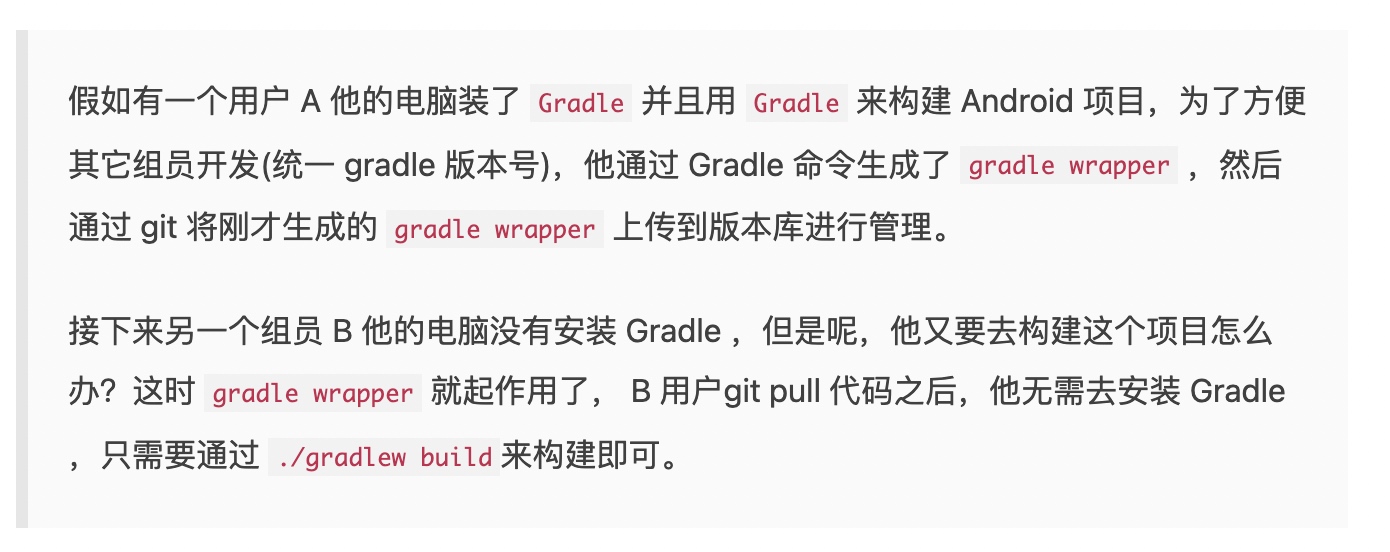 假如有一个用户 A 他的电脑装了 Gradle 并且用 Gradle 来构建 Android 项目，为了方便
其它组员开发(统一 gradle 版本号)，他通过 Gradle 命令生成了 gradle wrapper ，然后
通过 git 将刚才生成的 gradle wrapper 上传到版本库进行管理。
接下来另一个组员 B 他的电脑没有安装 Gradle ，但是呢，他又要去构建这个项目怎么
办？这时 gradle wrapper 就起作用了， B 用户git pull 代码之后，他无需去安装 Gradle
，只需要通过 ./gradlew build来构建即可。